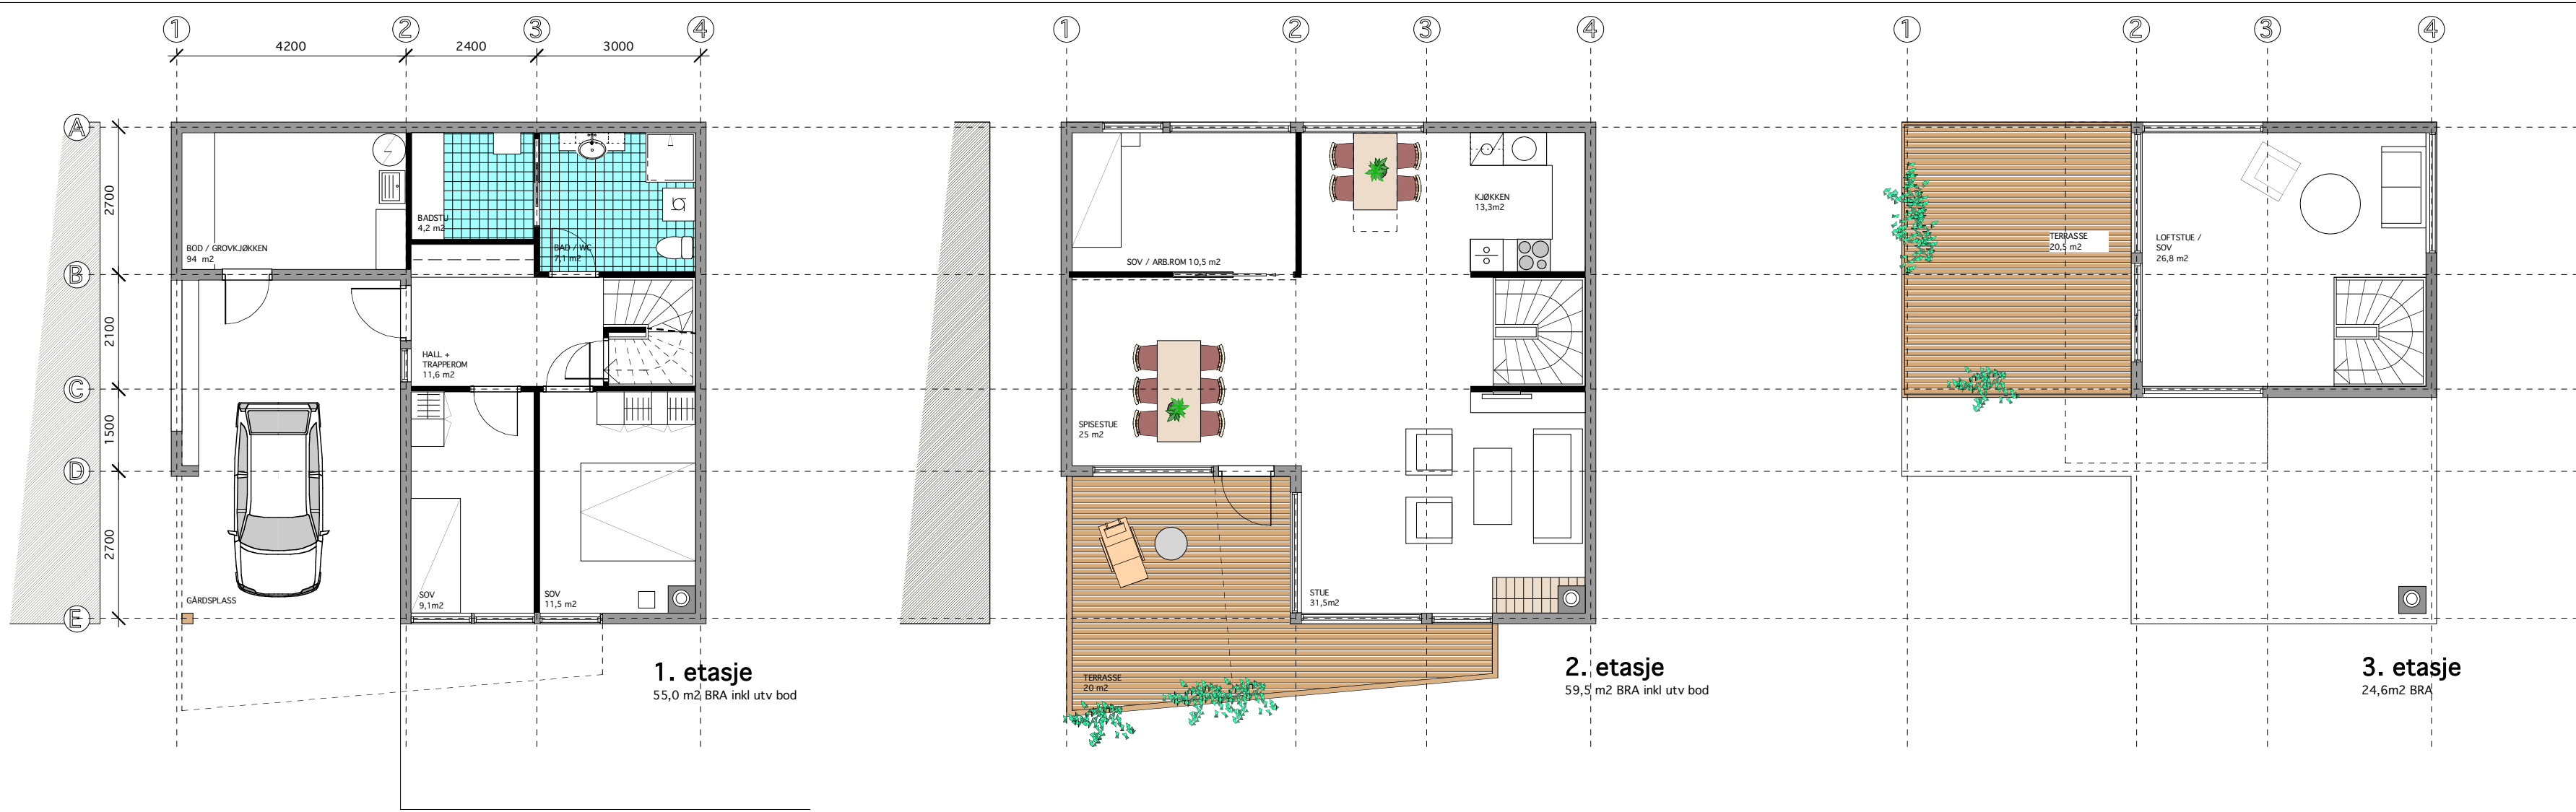 1 2 3 4
4200 2400 3000
A
B
C
D
E
2700
2100
1500
2700
BOD / GROVKJØKKEN
94 m2
BADSTU
4,2 m2
BAD / WC
7,1 m2
HALL +
TRAPPEROM
11,6 m2
GÅRDSPLASS
SOV
9,1m2
SOV
11,5 m2
1. etasje
55,0 m2 BRA inkl utv bod
1 2 3 4
KJØKKEN
13,3m2
SOV / ARB.ROM 10,5 m2
SPISESTUE
25 m2
STUE
31,5m2
TERRASSE
20 m2
2. etasje
59,5 m2 BRA inkl utv bod
1 2 3 4
TERRASSE
20,5 m2
LOFTSTUE /
SOV
26,8 m2
3. etasje
24,6m2 BRA